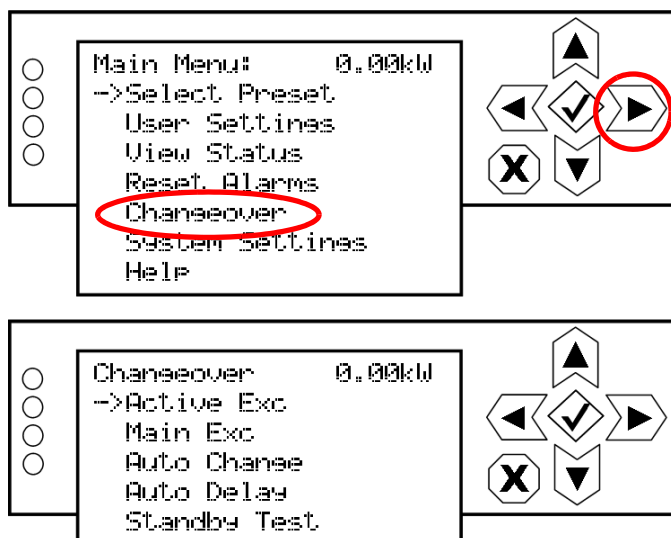 Main Menu: 0.00kW
->Select Preset
User Settings
View Status
Reset Alarms
Changeover
System Settings
Help
X
Changeover 0.00kW
->Active Exc
Main Exc
Auto Change
Auto Delay
Standby Test
X